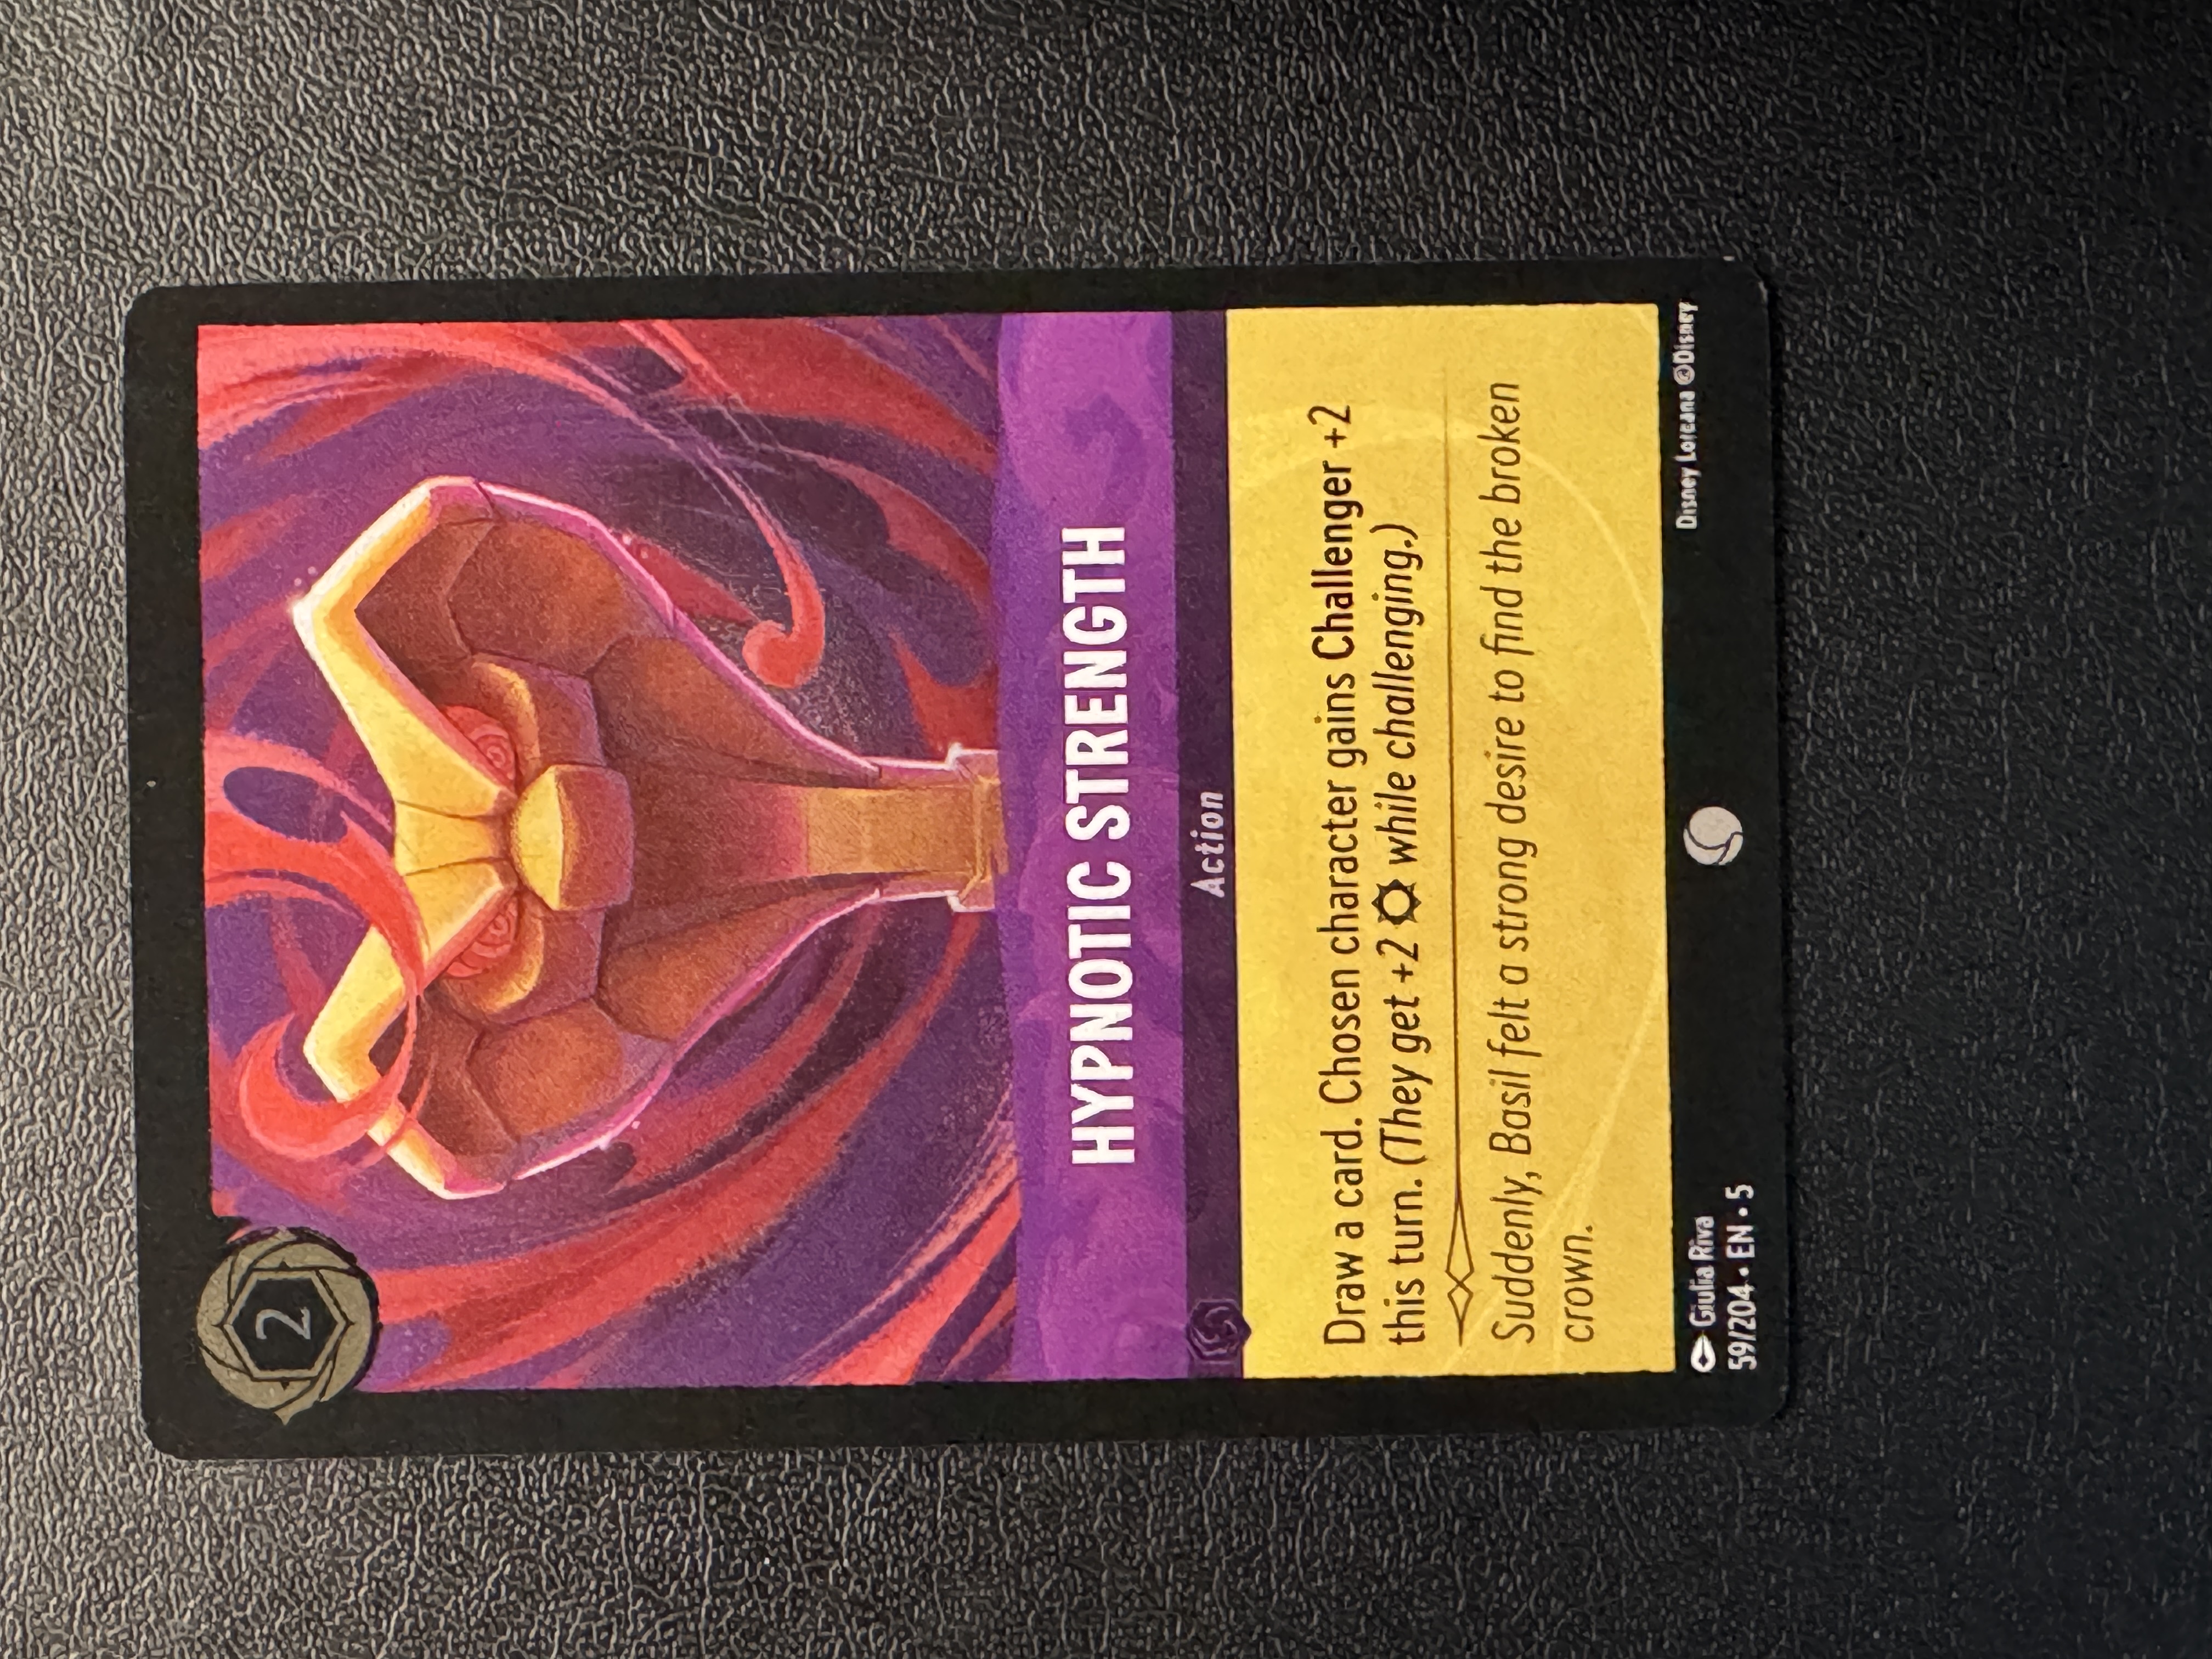 2
HYPNOTIC STRENGTH
Action
Draw a card. Chosen character gains Challenger +2
this turn. (They get +2 ⛭ while challenging.)
Suddenly, Basil felt a strong desire to find the broken
crown.
Giulia Riva
59/204 • EN • 5
Disney Lorcana ©Disney